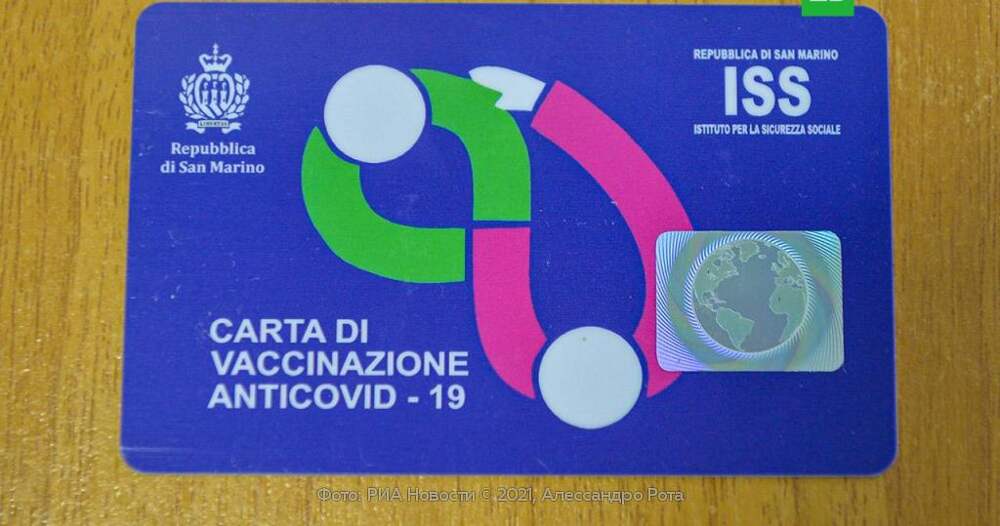 Repubblica
di San Marino
REPUBBLICA DI SAN MARINO
ISS
ISTITUTO PER LA SICUREZZA SOCIALE
CARTA DI
VACCINAZIONE
ANTICOVID - 19
Фото: РИА Новости © 2021, Алессандро Рота